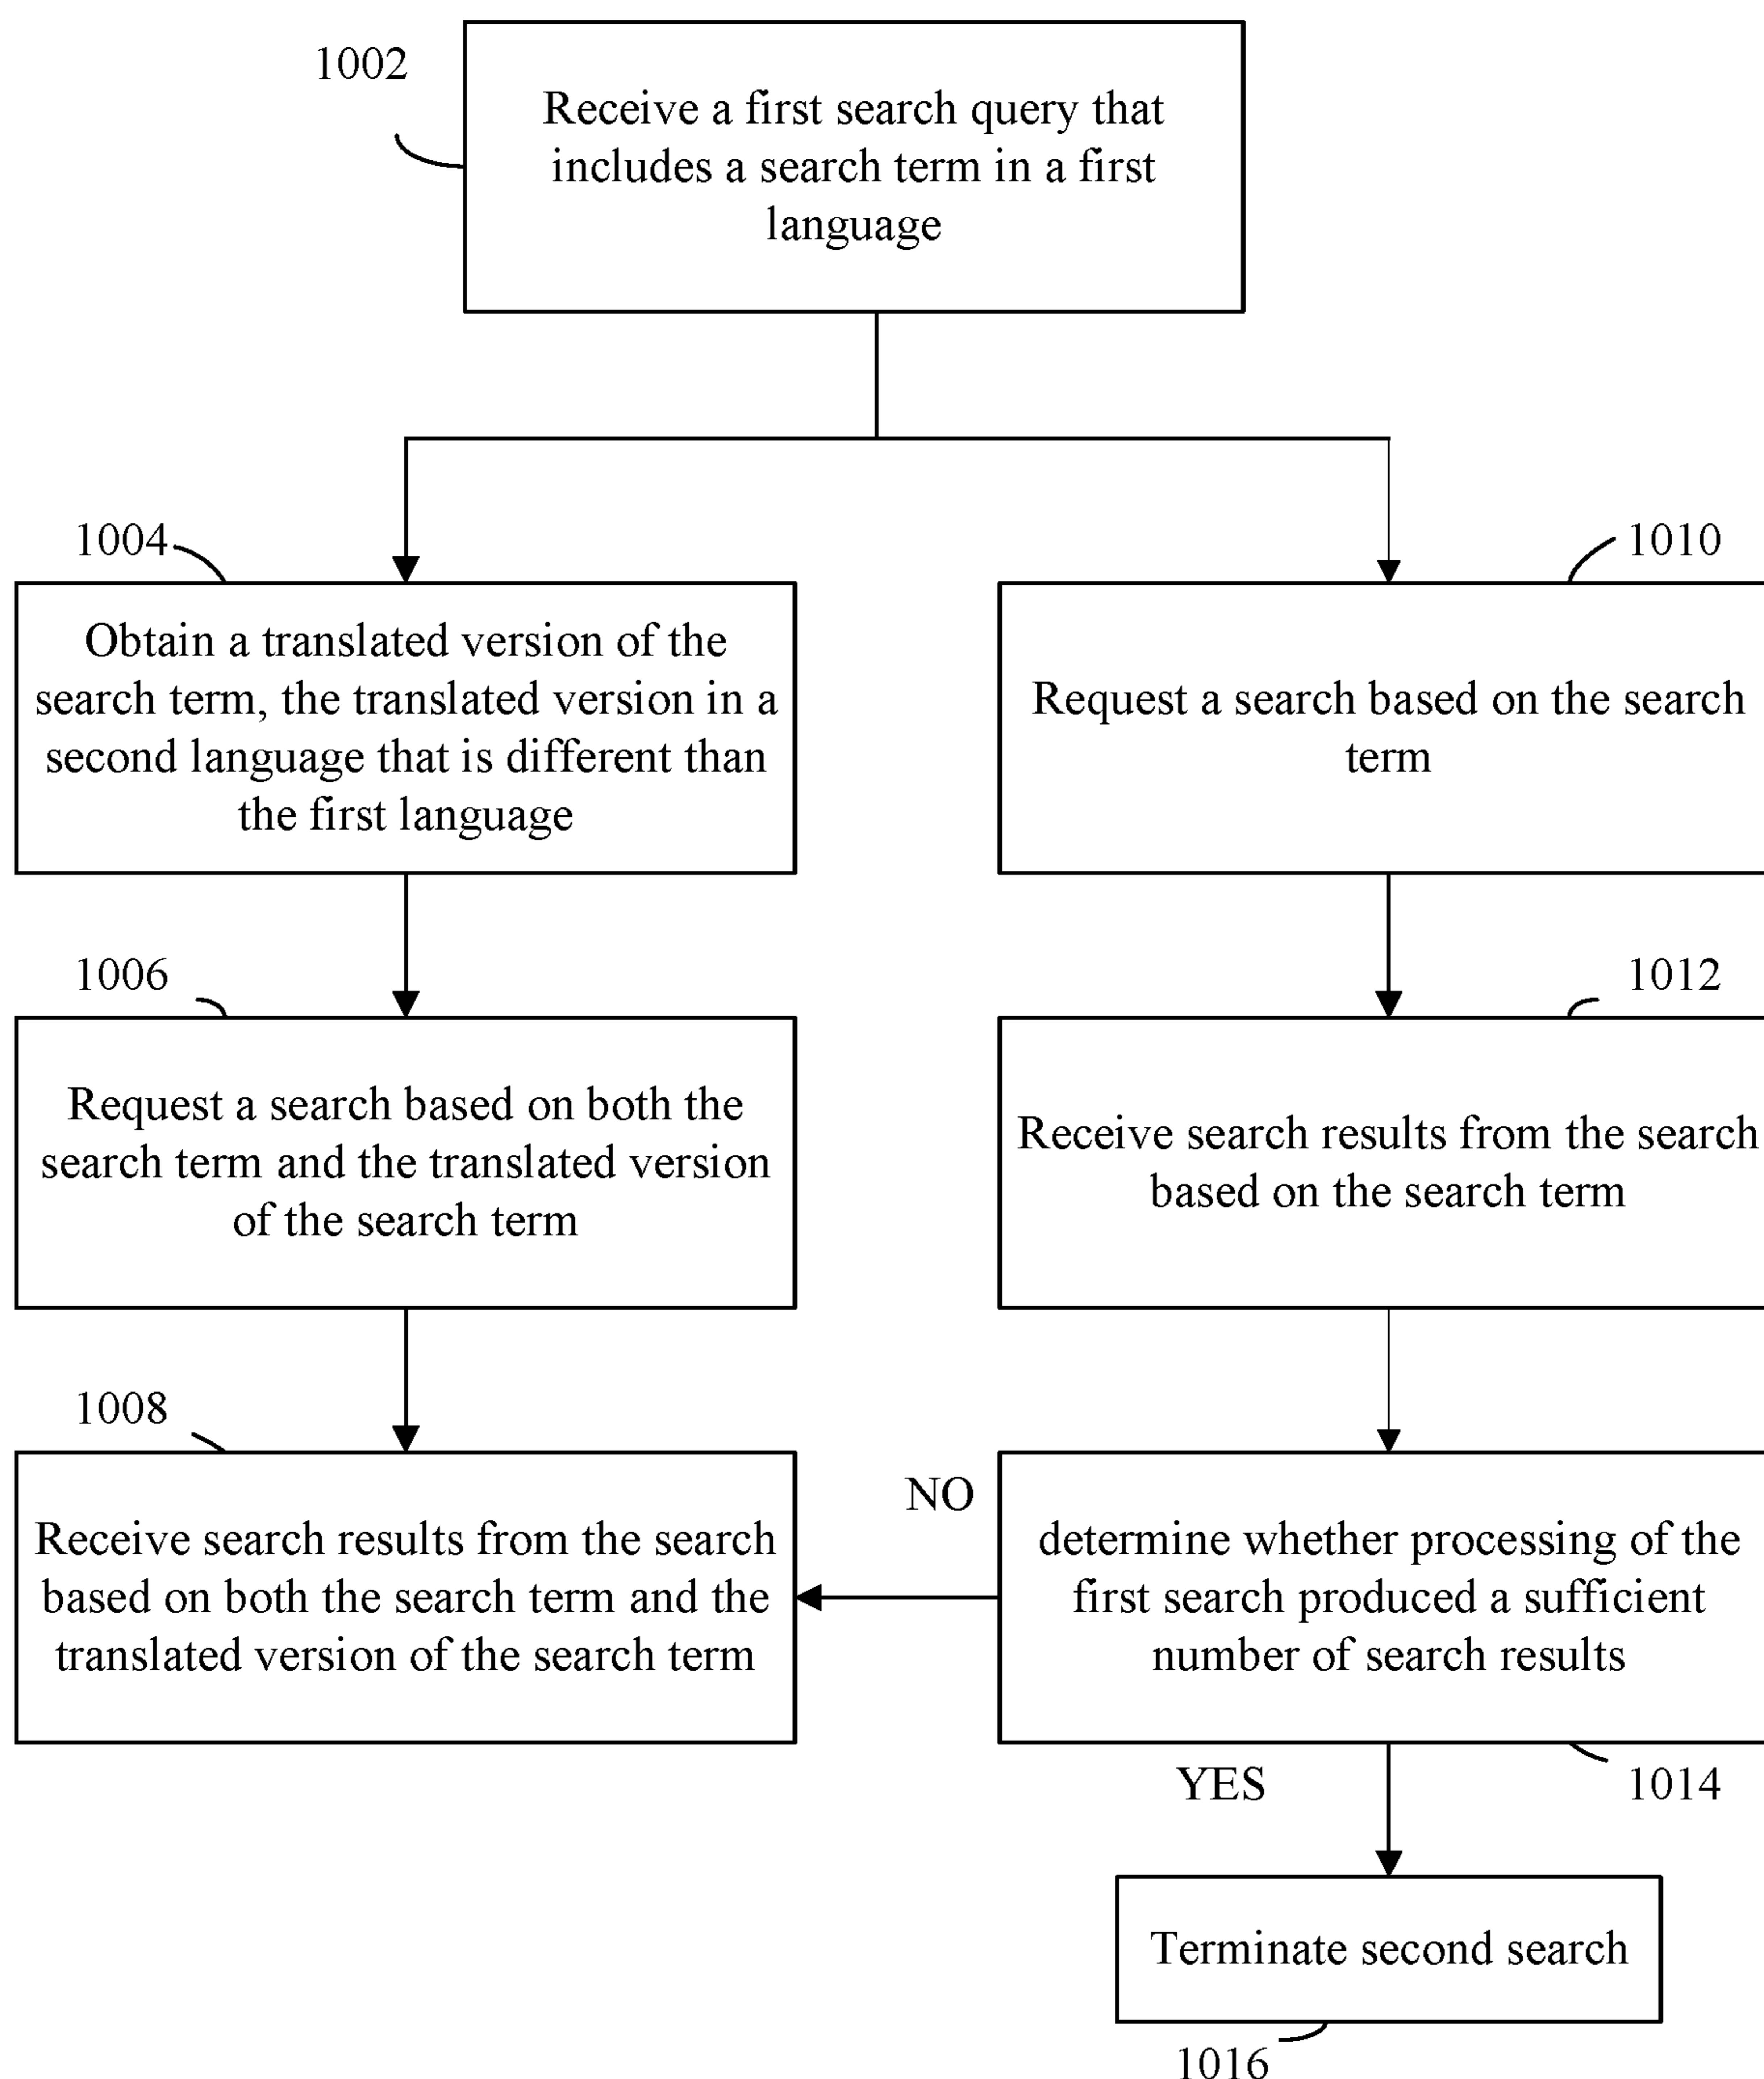 1002
Receive a first search query that
includes a search term in a first
language
1004
Obtain a translated version of the
search term, the translated version in a
second language that is different than
the first language
1010
Request a search based on the search
term
1006
Request a search based on both the
search term and the translated version
of the search term
1012
Receive search results from the search
based on the search term
1008
Receive search results from the search
based on both the search term and the
translated version of the search term
NO
determine whether processing of the
first search produced a sufficient
number of search results
YES
1014
Terminate second search
1016